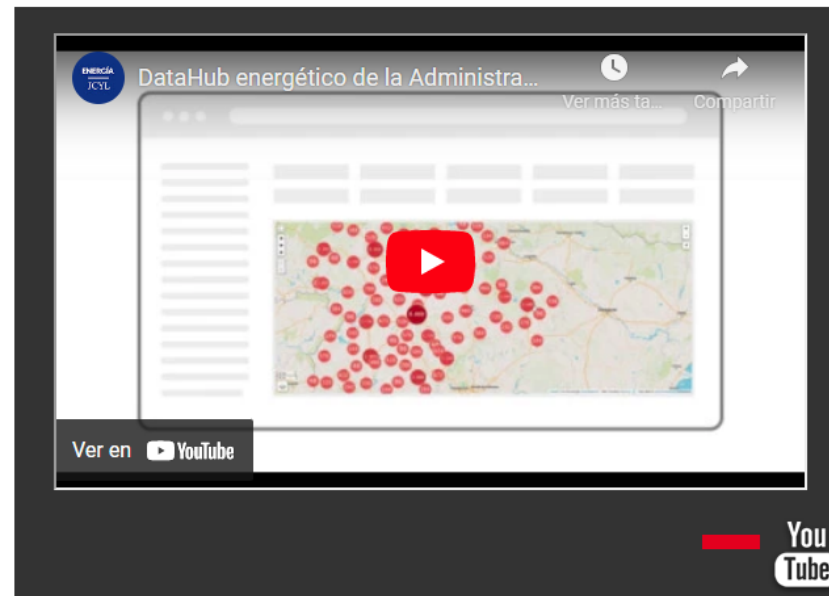 ENERGÍA
JCYL
DataHub energético de la Administra...
Ver más ta...
Compartir
Ver en YouTube
You
Tube